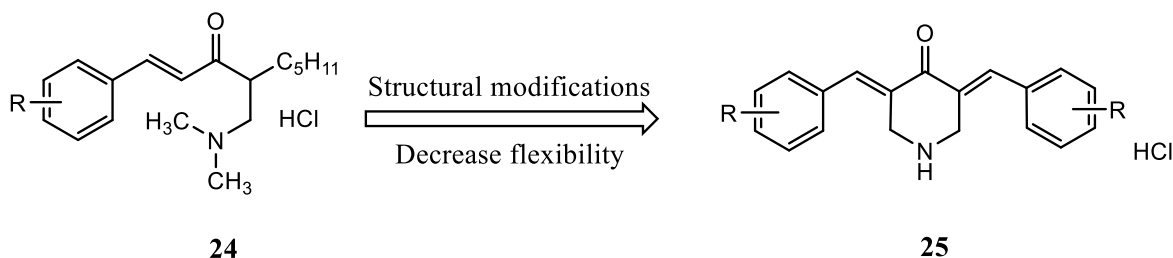 O
C5H11
R
H3C
N
CH3
HCl
24
Structural modifications
Decrease flexibility
O
R
R
N
H
HCl
25